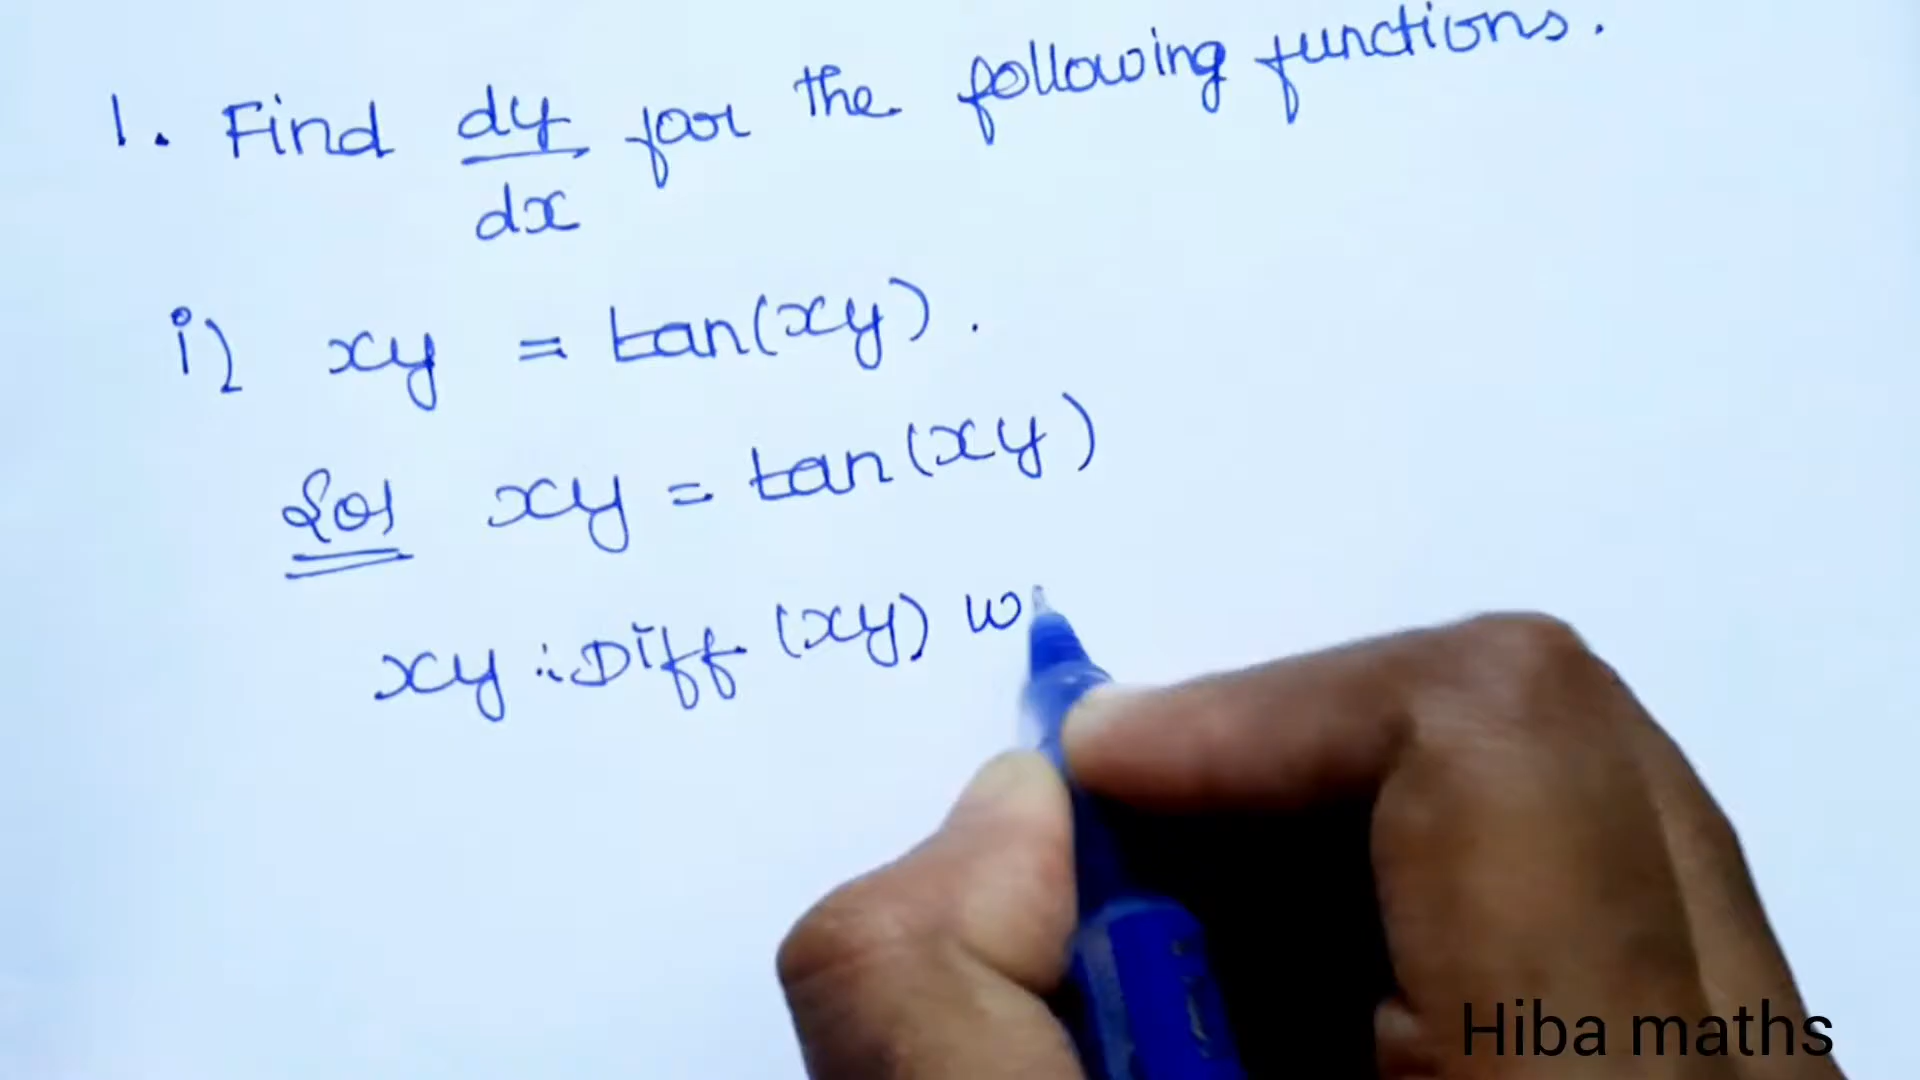 1. Find dy/dx for the following functions.
i) xy = tan(xy).
Sol xy = tan(xy)
xy ∴ Diff (xy) w
Hiba maths